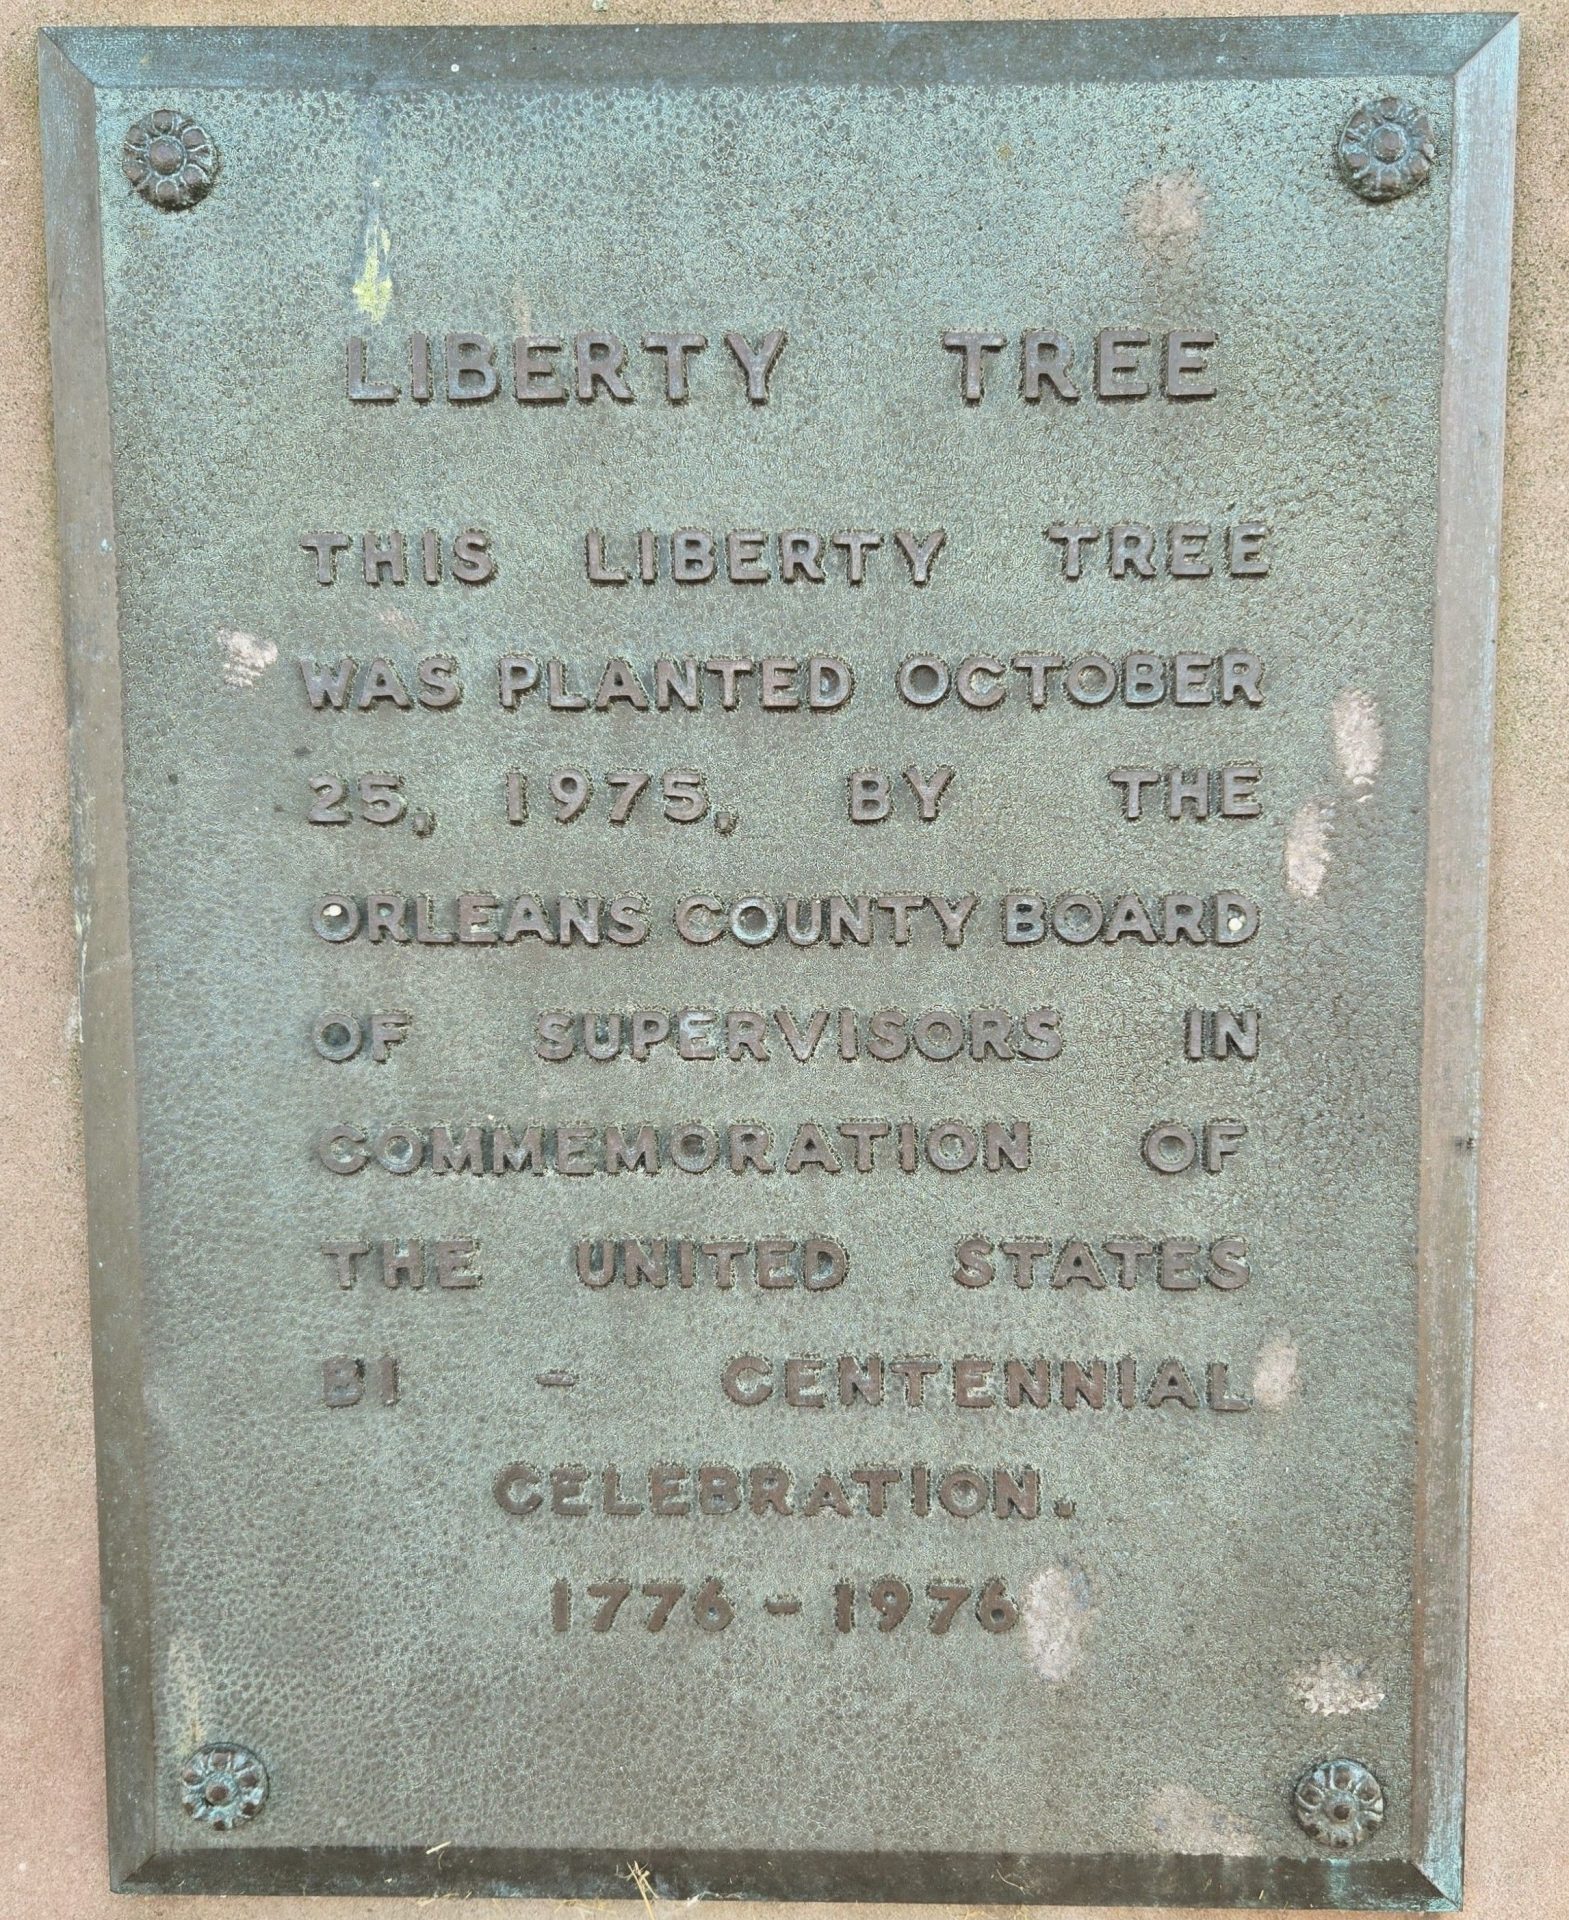 LIBERTY TREE
THIS LIBERTY TREE
WAS PLANTED OCTOBER
25, 1975, BY THE
ORLEANS COUNTY BOARD
OF SUPERVISORS IN
COMMEMORATION OF
THE UNITED STATES
BI - CENTENNIAL
CELEBRATION.
1776-1976